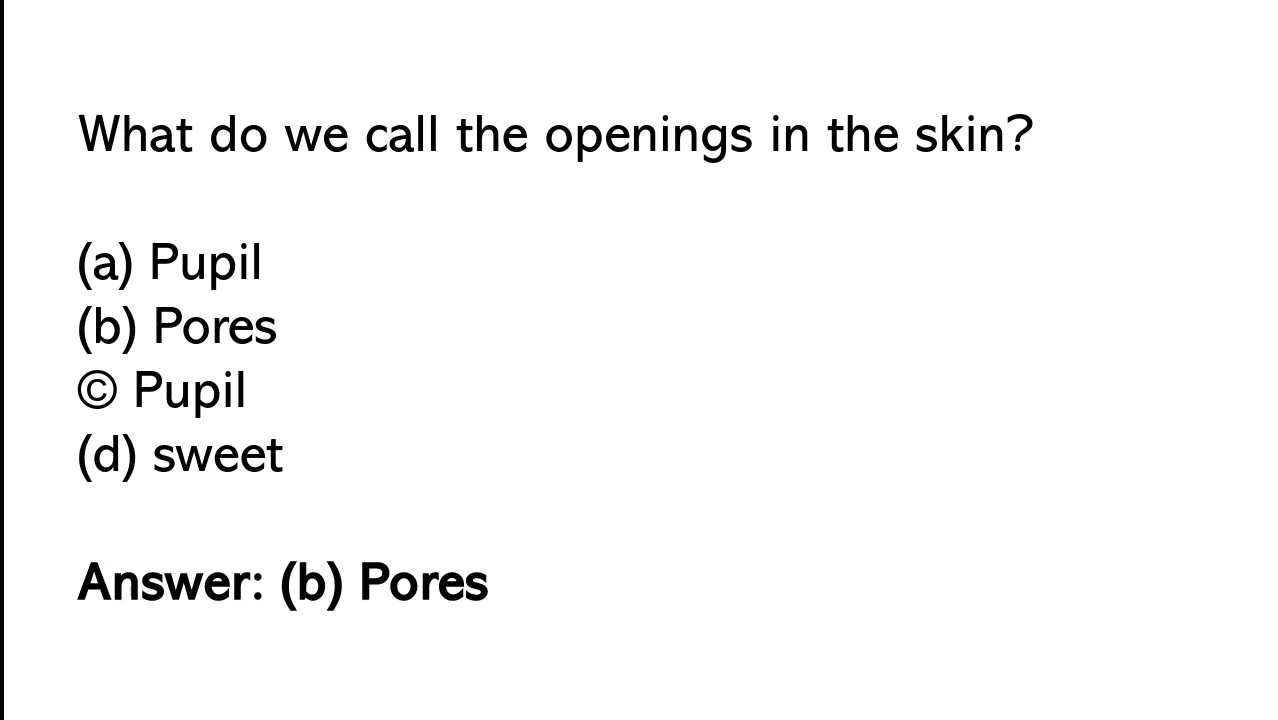 What do we call the openings in the skin?
(a) Pupil
(b) Pores
© Pupil
(d) sweet
Answer: (b) Pores